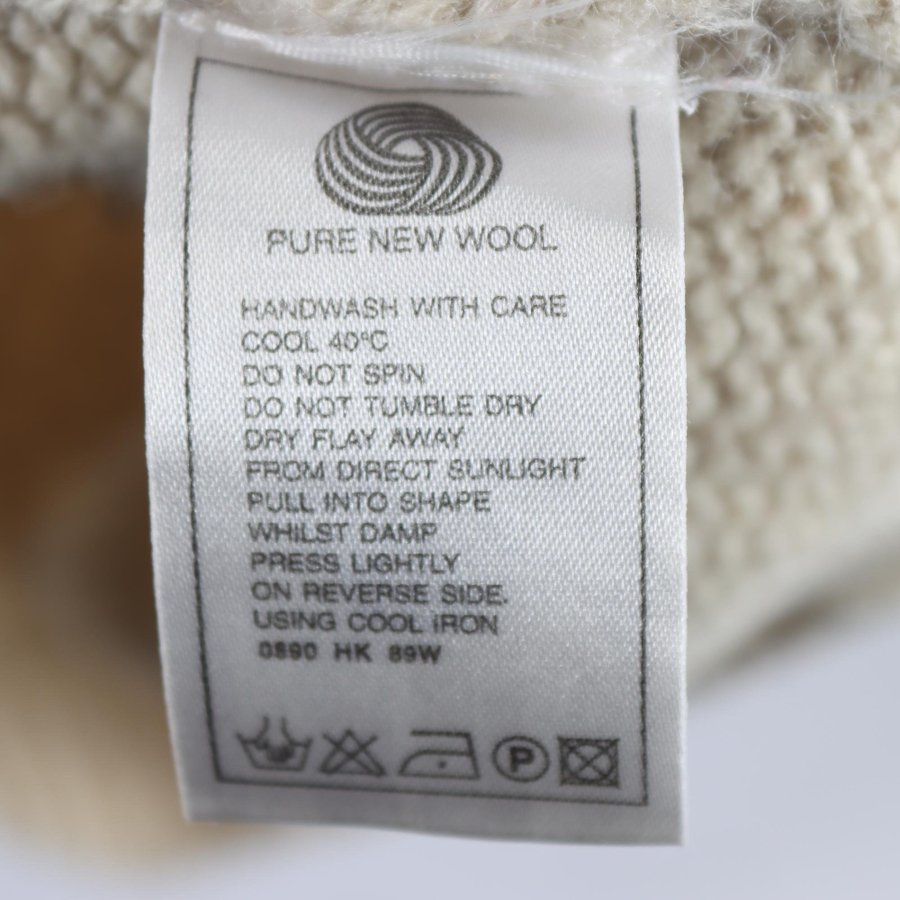 PURE NEW WOOL
HANDWASH WITH CARE
COOL 40°C
DO NOT SPIN
DO NOT TUMBLE DRY
DRY FLAY AWAY
FROM DIRECT SUNLIGHT
PULL INTO SHAPE
WHILST DAMP
PRESS LIGHTLY
ON REVERSE SIDE.
USING COOL IRON
0890 HK 89W
P